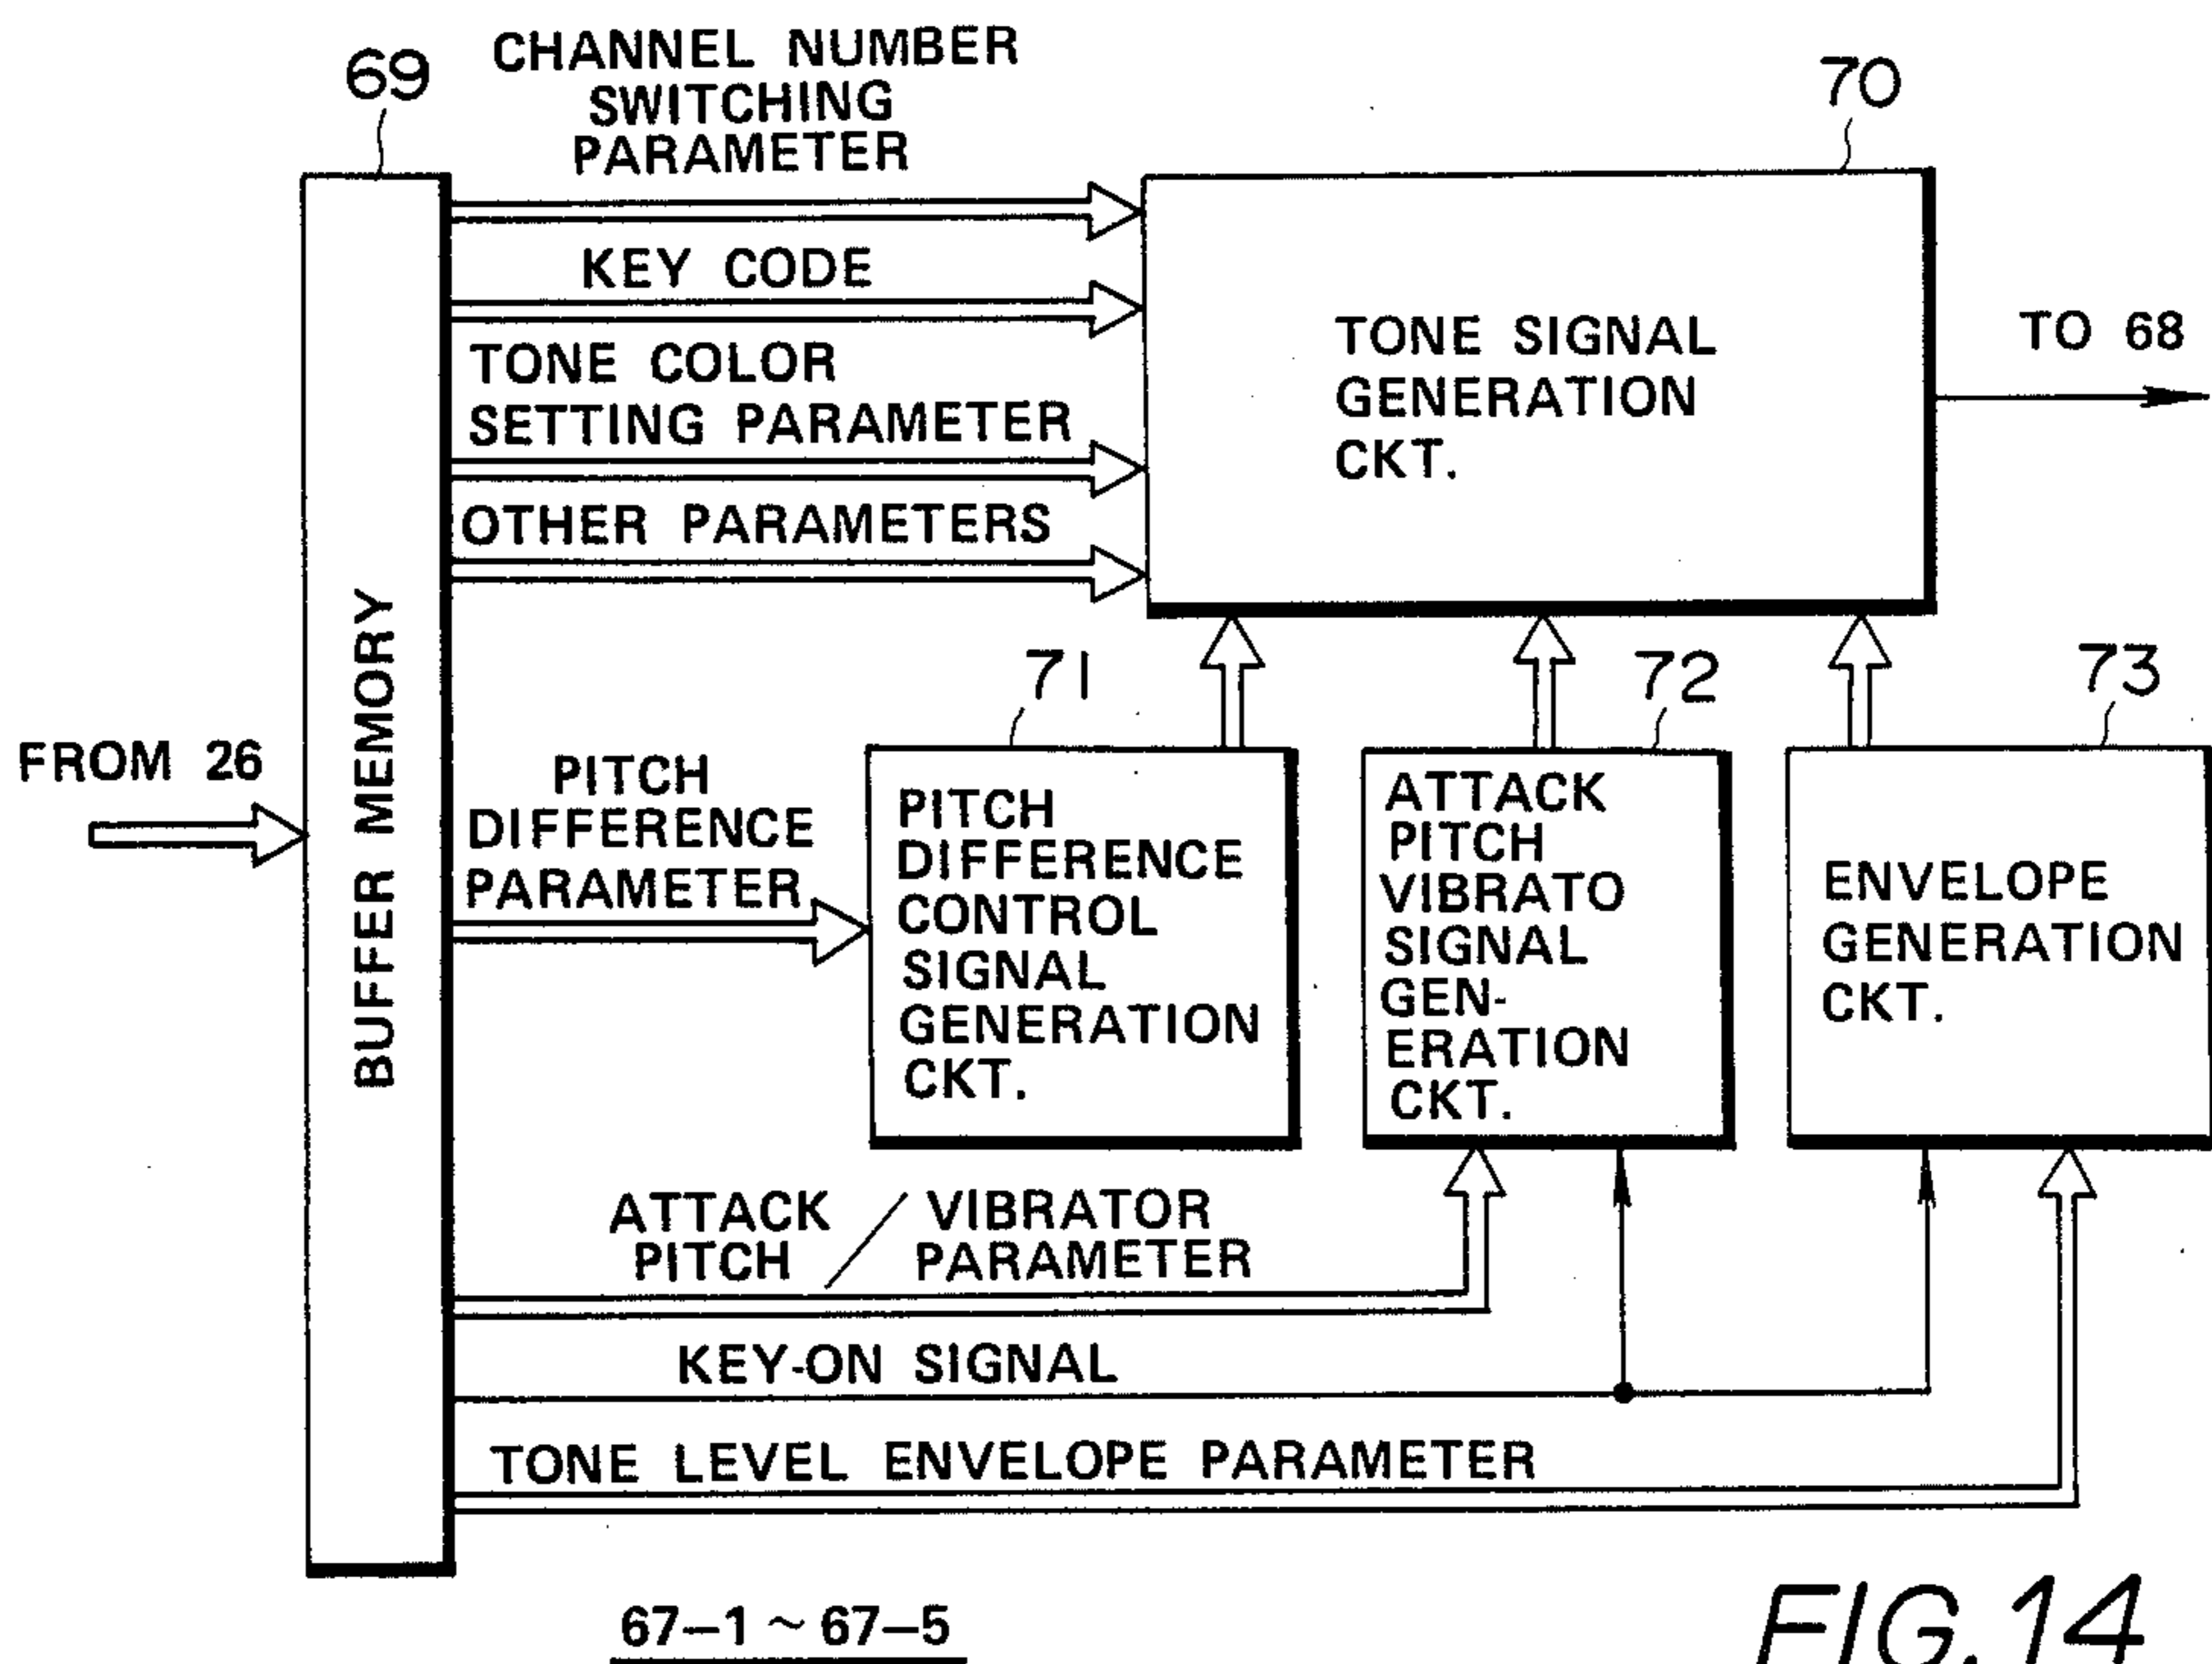 69
CHANNEL NUMBER
SWITCHING
PARAMETER
70
KEY CODE
TONE COLOR
SETTING PARAMETER
OTHER PARAMETERS
TONE SIGNAL
GENERATION
CKT.
TO 68
BUFFER MEMORY
FROM 26
PITCH
DIFFERENCE
PARAMETER
71
PITCH
DIFFERENCE
CONTROL
SIGNAL
GENERATION
CKT.
72
ATTACK
PITCH
VIBRATO
SIGNAL
GEN-
ERATION
CKT.
73
ENVELOPE
GENERATION
CKT.
ATTACK / VIBRATOR
PITCH PARAMETER
KEY-ON SIGNAL
TONE LEVEL ENVELOPE PARAMETER
67-1 ~ 67-5
FIG.14